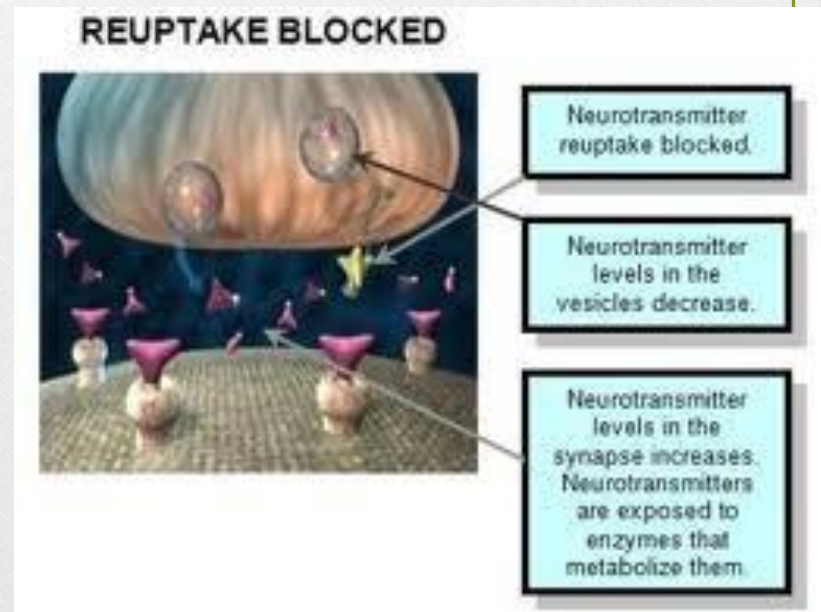 REUPTAKE BLOCKED
Neurotransmitter
reuptake blocked.
Neurotransmitter
levels in the
vesicles decrease.
Neurotransmitter
levels in the
synapse increases.
Neurotransmitters
are exposed to
enzymes that
metabolize them.